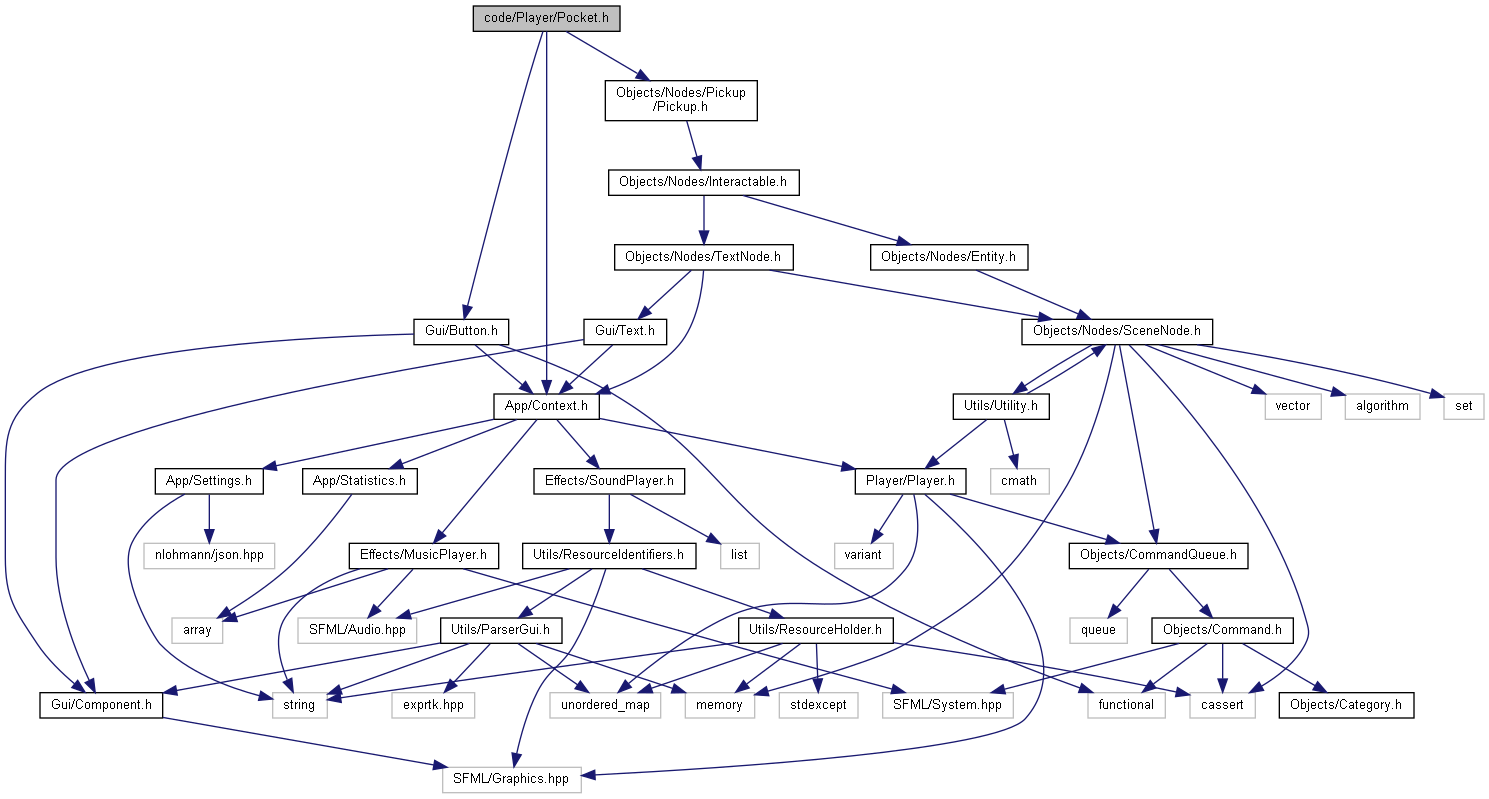 code/Player/Pocket.h
Objects/Nodes/Pickup
/Pickup.h
Objects/Nodes/Interactable.h
Objects/Nodes/TextNode.h
Objects/Nodes/Entity.h
Gui/Button.h
Gui/Text.h
Objects/Nodes/SceneNode.h
App/Context.h
Utils/Utility.h
vector
algorithm
set
App/Settings.h
App/Statistics.h
Effects/SoundPlayer.h
Player/Player.h
cmath
nlohmann/json.hpp
Effects/MusicPlayer.h
Utils/ResourceIdentifiers.h
list
variant
Objects/CommandQueue.h
array
SFML/Audio.hpp
Utils/ParserGui.h
Utils/ResourceHolder.h
queue
Objects/Command.h
Gui/Component.h
string
exprtk.hpp
unordered_map
memory
stdexcept
SFML/System.hpp
functional
cassert
Objects/Category.h
SFML/Graphics.hpp